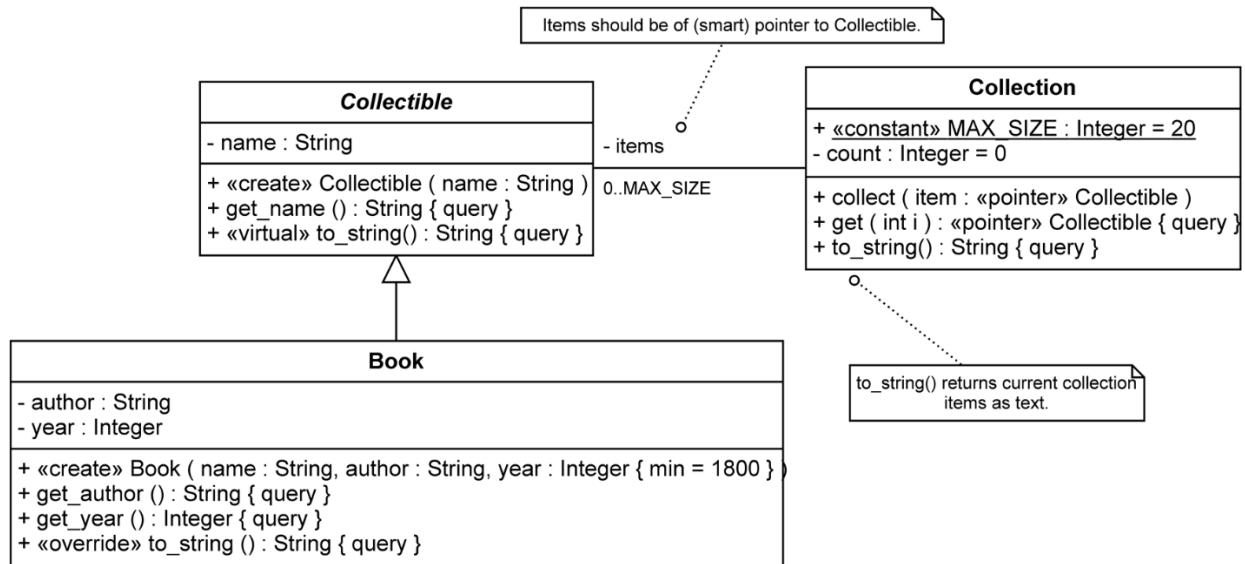 Items should be of (smart) pointer to Collectible.
Collectible
- name : String
+ «create» Collectible ( name : String )
+ get_name () : String { query }
+ «virtual» to_string() : String { query }
- items
0..MAX_SIZE
Collection
+ «constant» MAX_SIZE : Integer = 20
- count : Integer = 0
+ collect ( item : «pointer» Collectible )
+ get ( int i ) : «pointer» Collectible { query }
+ to_string() : String { query }
to_string() returns current collection
items as text.
Book
- author : String
- year : Integer
+ «create» Book ( name : String, author : String, year : Integer { min = 1800 } )
+ get_author () : String { query }
+ get_year () : Integer { query }
+ «override» to_string () : String { query }